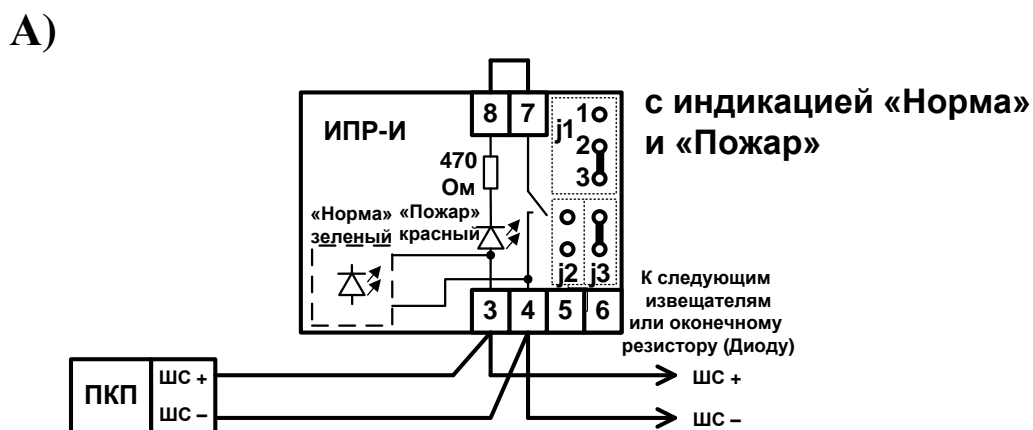 А)
с индикацией «Норма»
и «Пожар»
ИПР-И
8 7
j1
1
2
3
470
Ом
«Норма»
зеленый
«Пожар»
красный
j2 j3
3 4 5 6
К следующим
извещателям
или оконечному
резистору (Диоду)
ПКП
ШС +
ШС –
ШС +
ШС –